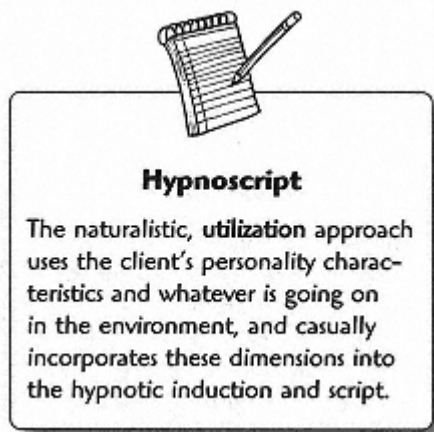 Hypnoscript
The naturalistic, utilization approach
uses the client's personality charac-
teristics and whatever is going on
in the environment, and casually
incorporates these dimensions into
the hypnotic induction and script.